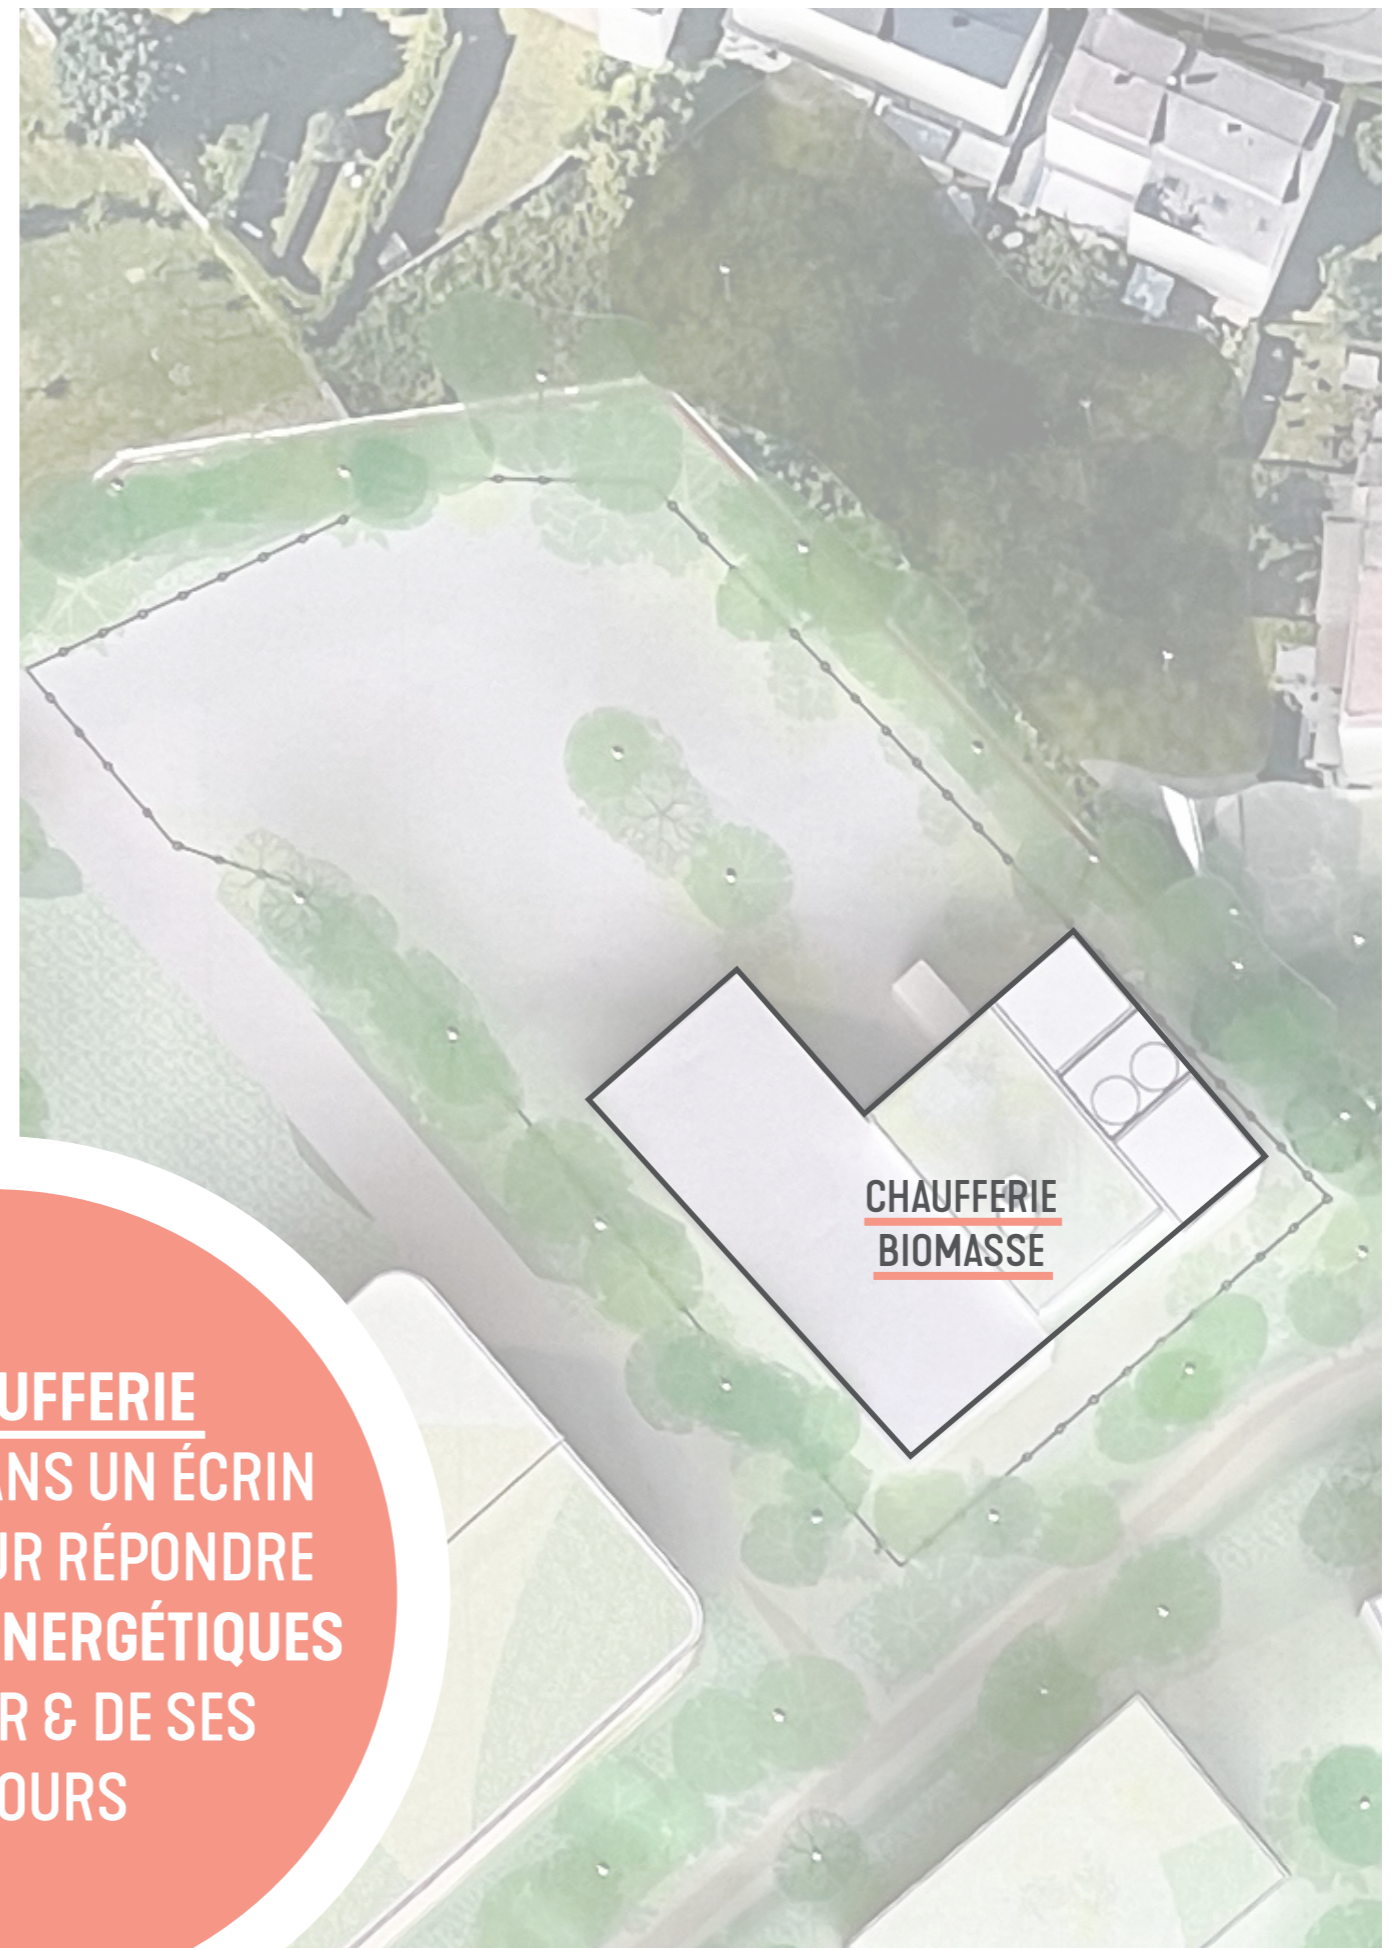 CHAUFFERIE
BIOMASSE
UFFERIE
ANS UN ÉCRIN
UR RÉPONDRE
NERGÉTIQUES
R & DE SES
OURS